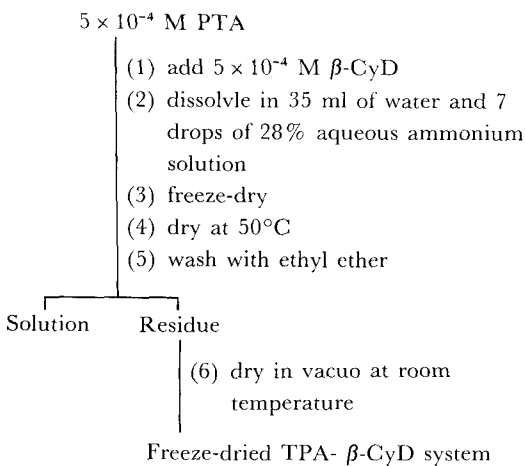 5 × 10⁻⁴ M PTA
(1) add 5 × 10⁻⁴ M β-CyD
(2) dissolvle in 35 ml of water and 7
drops of 28% aqueous ammonium
solution
(3) freeze-dry
(4) dry at 50°C
(5) wash with ethyl ether
Solution Residue
(6) dry in vacuo at room
temperature
Freeze-dried TPA- β-CyD system